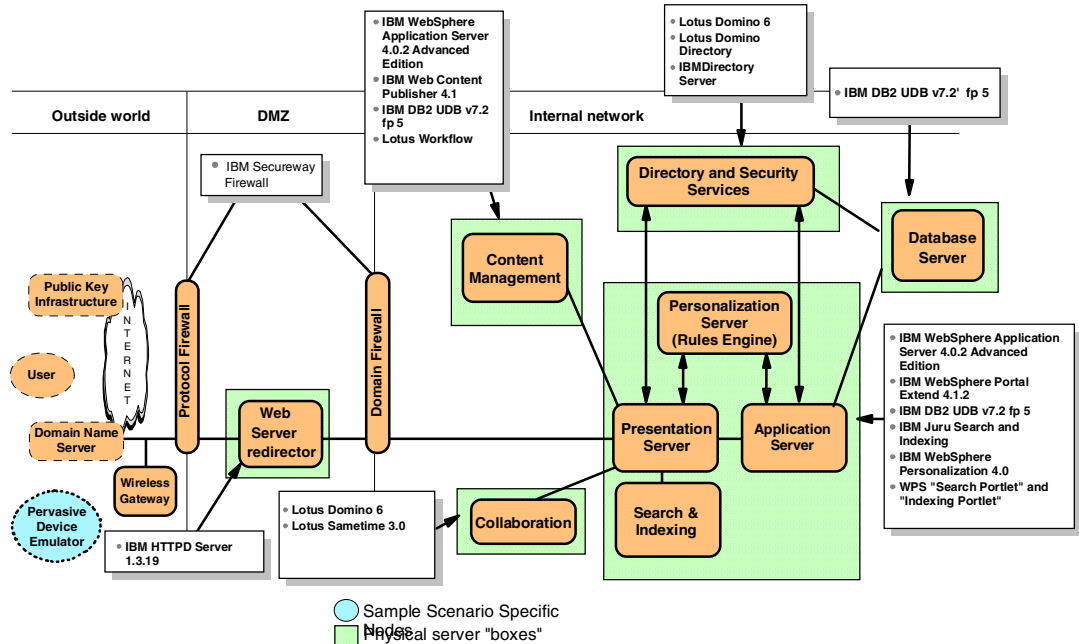 • IBM WebSphere
Application Server
4.0.2 Advanced
Edition
• IBM Web Content
Publisher 4.1
• IBM DB2 UDB v7.2
fp 5
• Lotus Workflow
• Lotus Domino 6
• Lotus Domino
Directory
• IBMDirectory
Server
• IBM DB2 UDB v7.2' fp 5
Outside world
DMZ
Internal network
• IBM Secureway
Firewall
Directory and Security
Services
Database
Server
Content
Management
Public Key
Infrastructure
I
N
T
E
R
N
E
T
User
Domain Name
Server
Wireless
Gateway
Pervasive
Device
Emulator
Protocol Firewall
Web
Server
redirector
Domain Firewall
Personalization
Server
(Rules Engine)
Presentation
Server
Application
Server
Search &
Indexing
Collaboration
• IBM WebSphere Application
Server 4.0.2 Advanced
Edition
• IBM WebSphere Portal
Extend 4.1.2
• IBM DB2 UDB v7.2 fp 5
• IBM Juru Search and
Indexing
• IBM WebSphere
Personalization 4.0
• WPS "Search Portlet" and
"Indexing Portlet"
• Lotus Domino 6
• Lotus Sametime 3.0
• IBM HTTPD Server
1.3.19
Sample Scenario Specific
Nodes
Physical server "boxes"